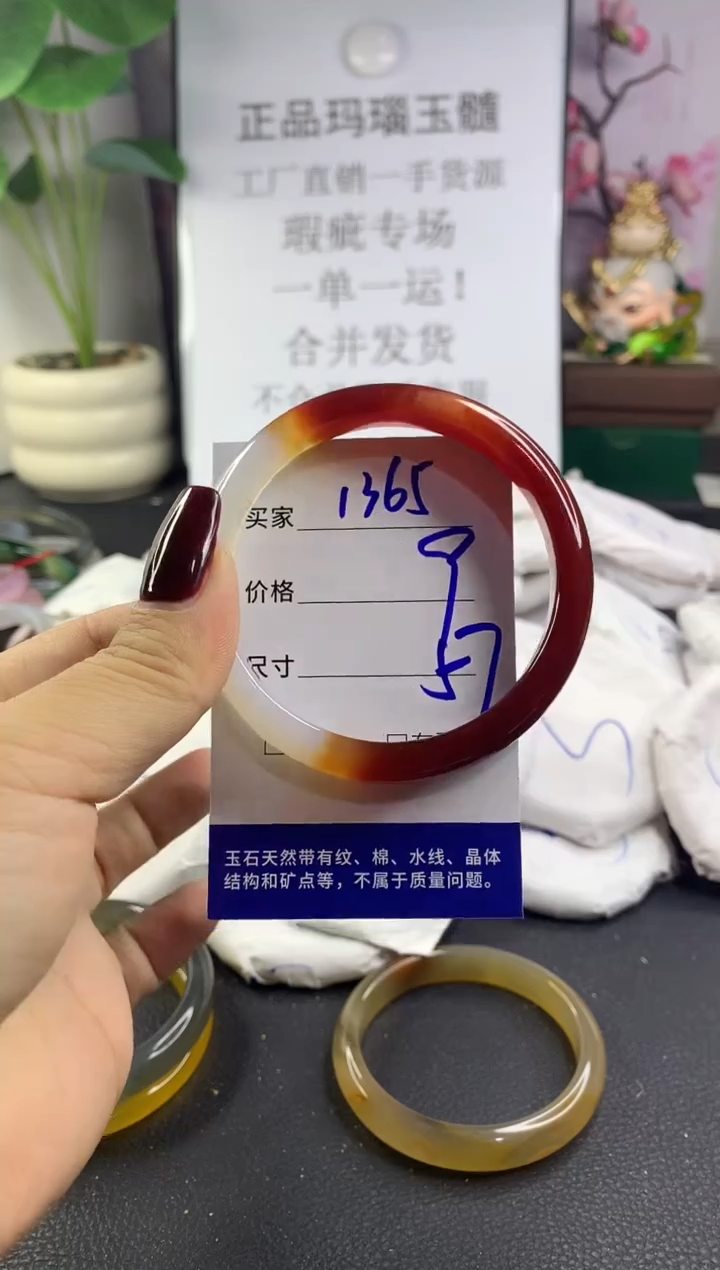 正品玛瑙玉髓
工厂直销一手货源
瑕疵专场
一单一运！
合并发货
买家 1365
价格
尺寸 57
玉石天然带有纹、棉、水线、晶体
结构和矿点等，不属于质量问题。